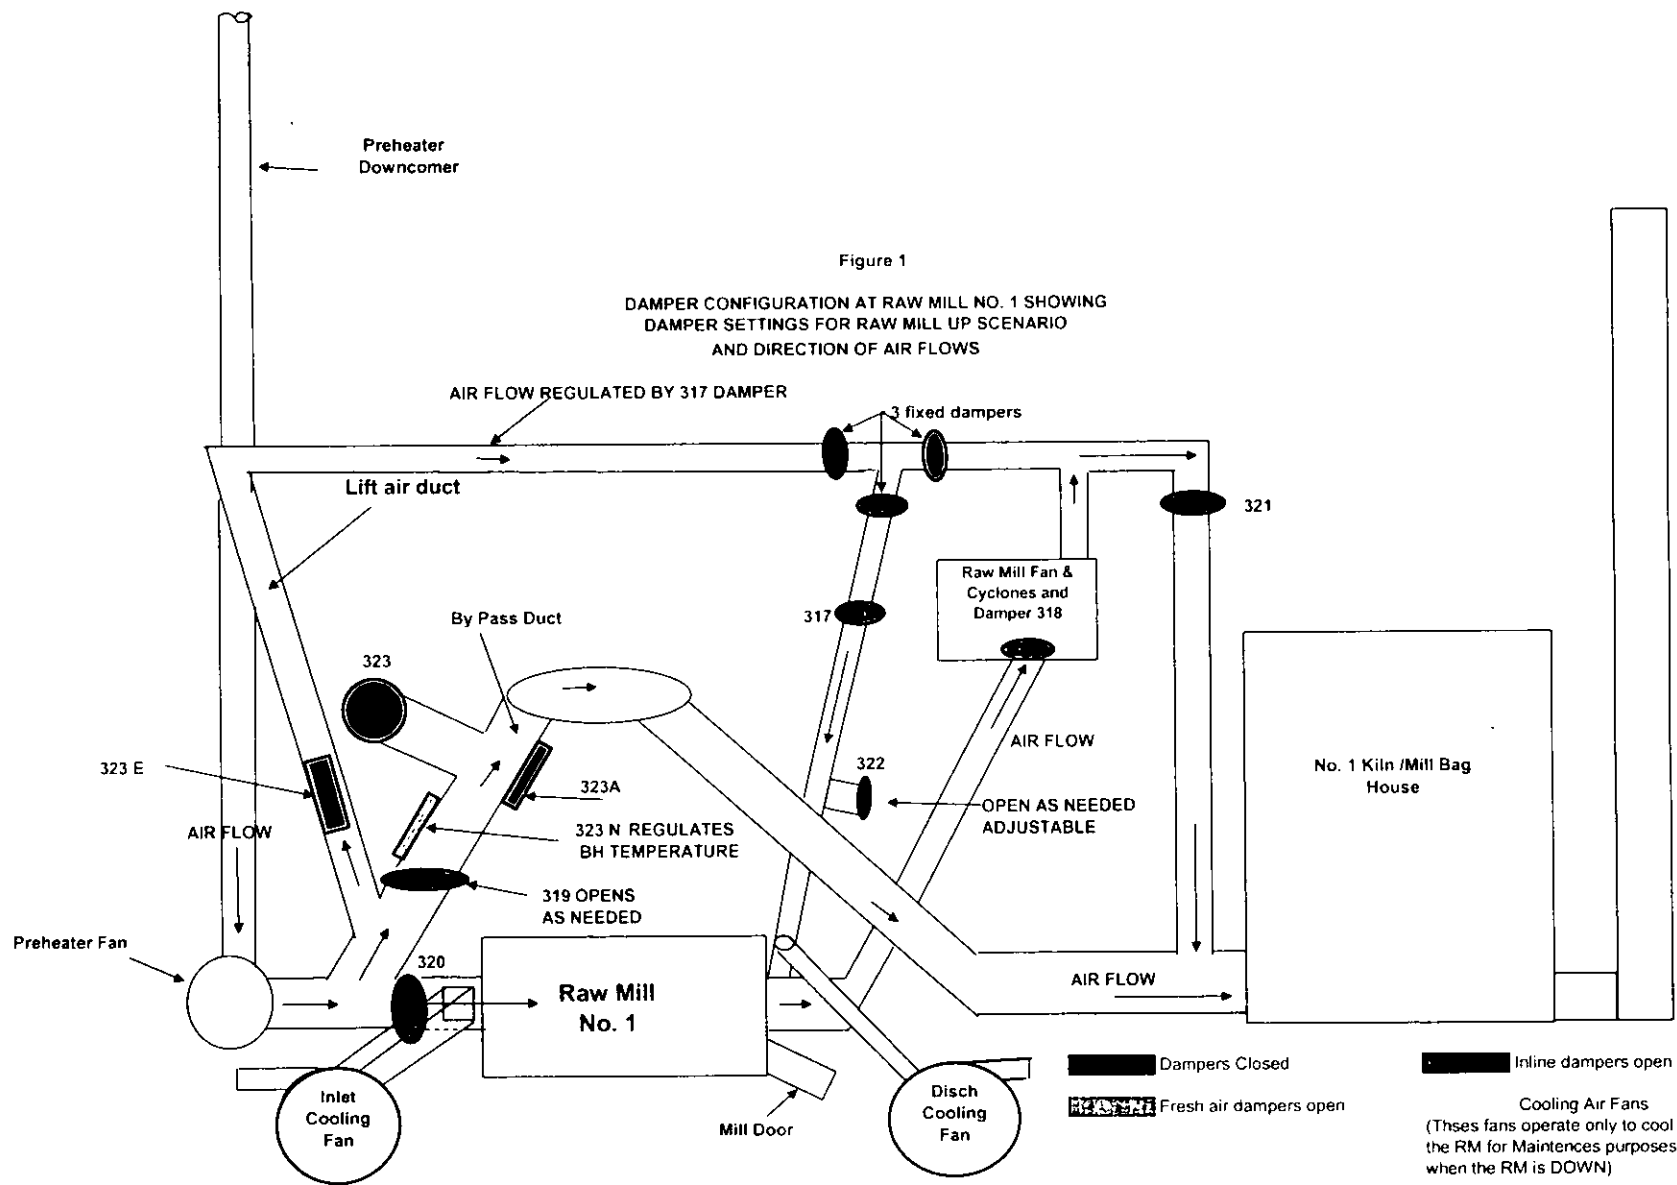 Preheater
Downcomer
Figure 1
DAMPER CONFIGURATION AT RAW MILL NO. 1 SHOWING
DAMPER SETTINGS FOR RAW MILL UP SCENARIO
AND DIRECTION OF AIR FLOWS
AIR FLOW REGULATED BY 317 DAMPER
3 fixed dampers
Lift air duct
321
Raw Mill Fan &
Cyclones and
Damper 318
317
By Pass Duct
323
AIR FLOW
322
323 E
323A
OPEN AS NEEDED
ADJUSTABLE
No. 1 Kiln /Mill Bag
House
AIR FLOW
323 N REGULATES
BH TEMPERATURE
319 OPENS
AS NEEDED
Preheater Fan
320
Raw Mill
No. 1
AIR FLOW
Inlet
Cooling
Fan
Mill Door
Disch
Cooling
Fan
Dampers Closed
Inline dampers open
Fresh air dampers open
Cooling Air Fans
(Thses fans operate only to cool
the RM for Maintences purposes
when the RM is DOWN)